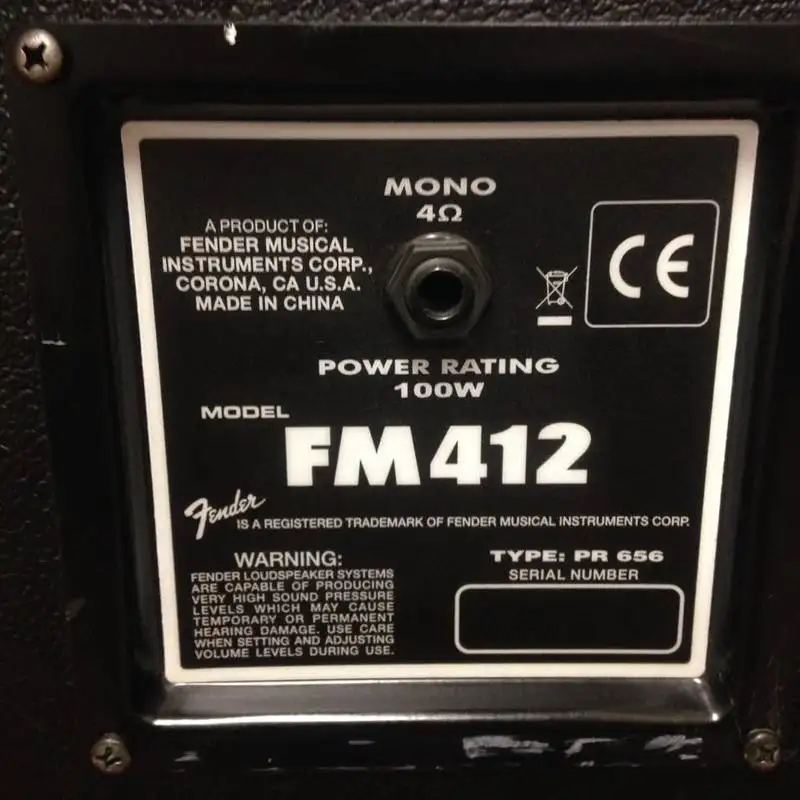 MONO
4Ω
A PRODUCT OF:
FENDER MUSICAL
INSTRUMENTS CORP.,
CORONA, CA U.S.A.
MADE IN CHINA
CE
POWER RATING
100W
MODEL
FM412
Fender
IS A REGISTERED TRADEMARK OF FENDER MUSICAL INSTRUMENTS CORP.
WARNING:
FENDER LOUDSPEAKER SYSTEMS
ARE CAPABLE OF PRODUCING
VERY HIGH SOUND PRESSURE
LEVELS WHICH MAY CAUSE
TEMPORARY OR PERMANENT
HEARING DAMAGE. USE CARE
WHEN SETTING AND ADJUSTING
VOLUME LEVELS DURING USE.
TYPE: PR 656
SERIAL NUMBER